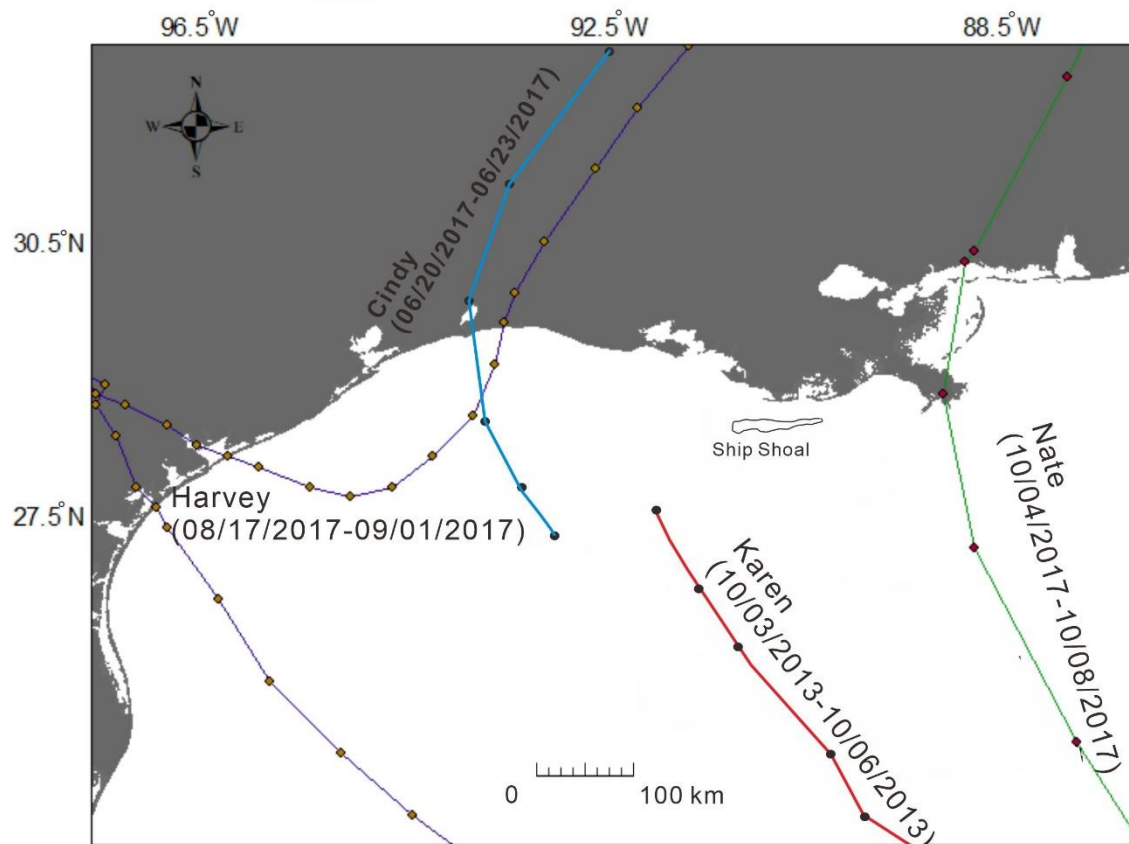 96.5°W
92.5°W
88.5°W
N
W
E
S
30.5°N
27.5°N
Cindy
(06/20/2017-06/23/2017)
Ship Shoal
Harvey
(08/17/2017-09/01/2017)
Karen
(10/03/2013-10/06/2013)
Nate
(10/04/2017-10/08/2017)
0
100 km